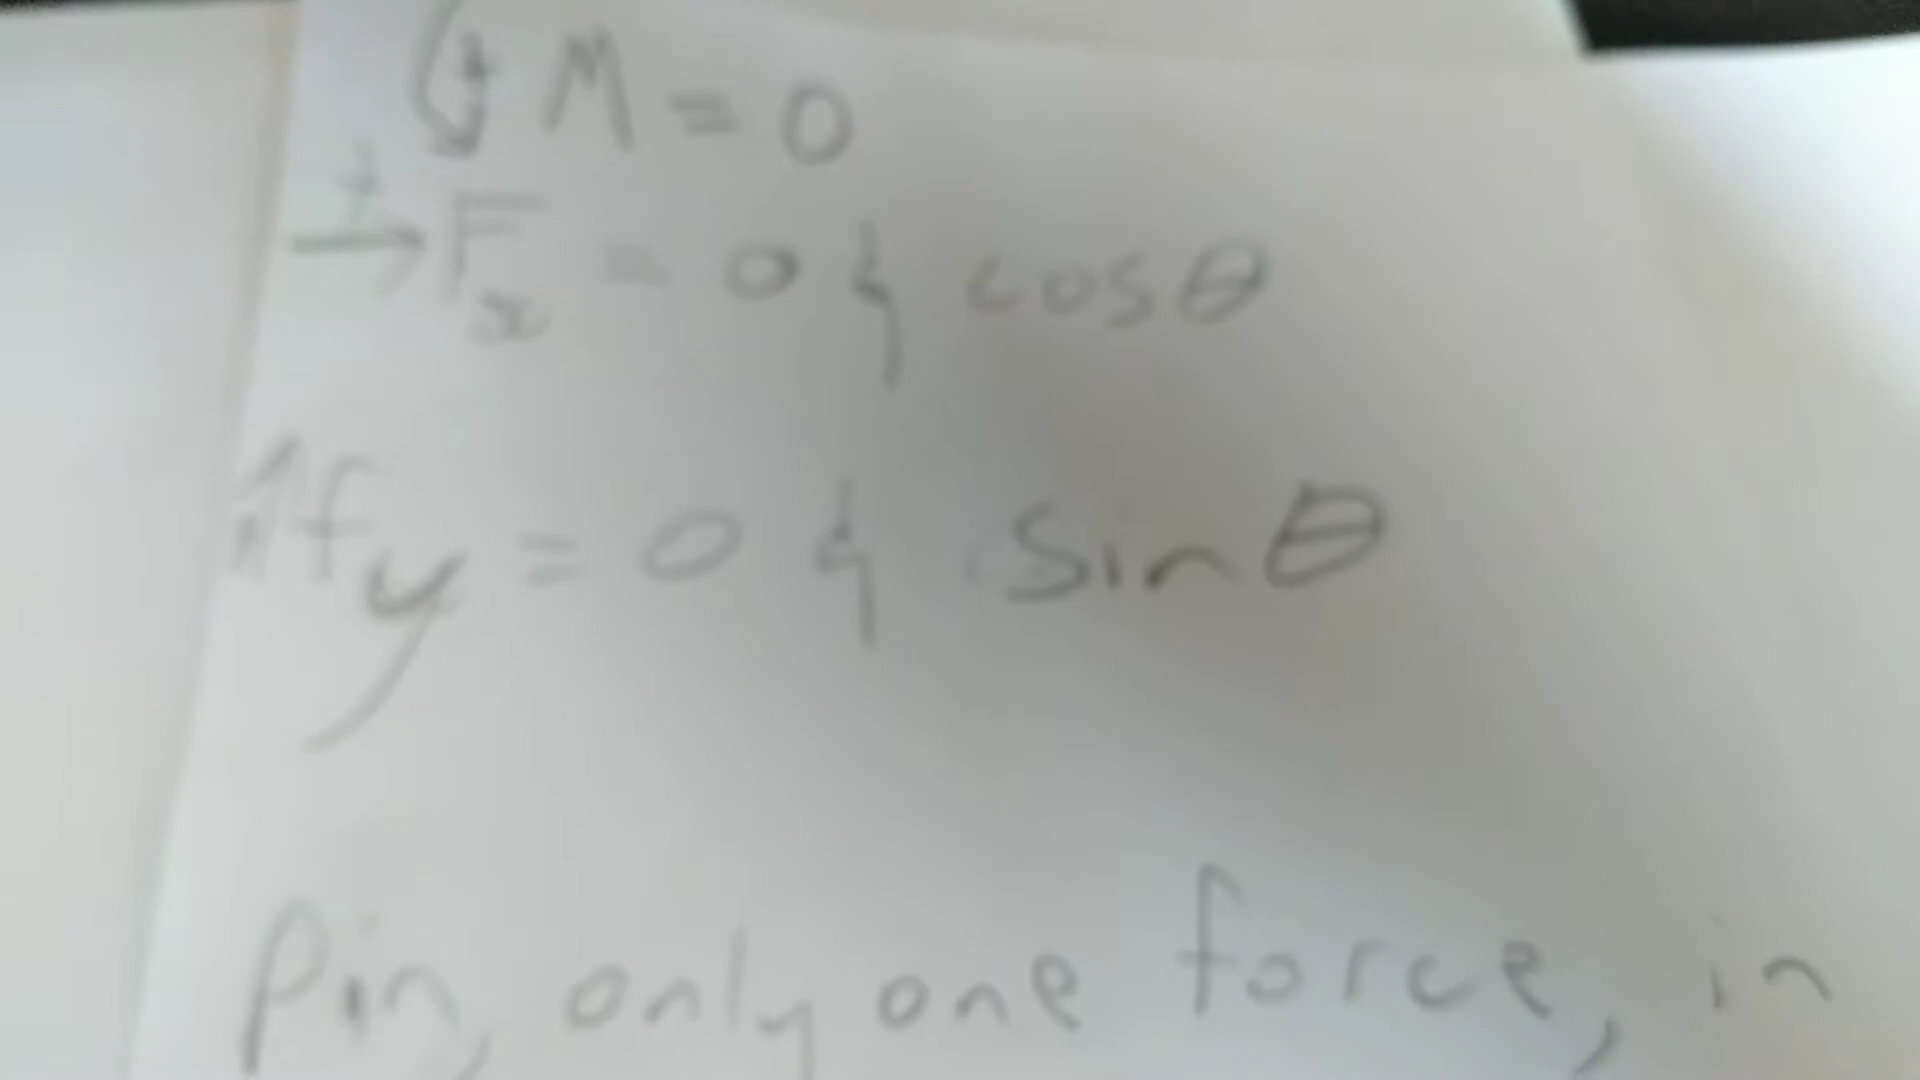 ↺+ M = 0
→+ Fx = 0 & cosθ
↑ fy = 0 & sinθ
Pin, only one force, in